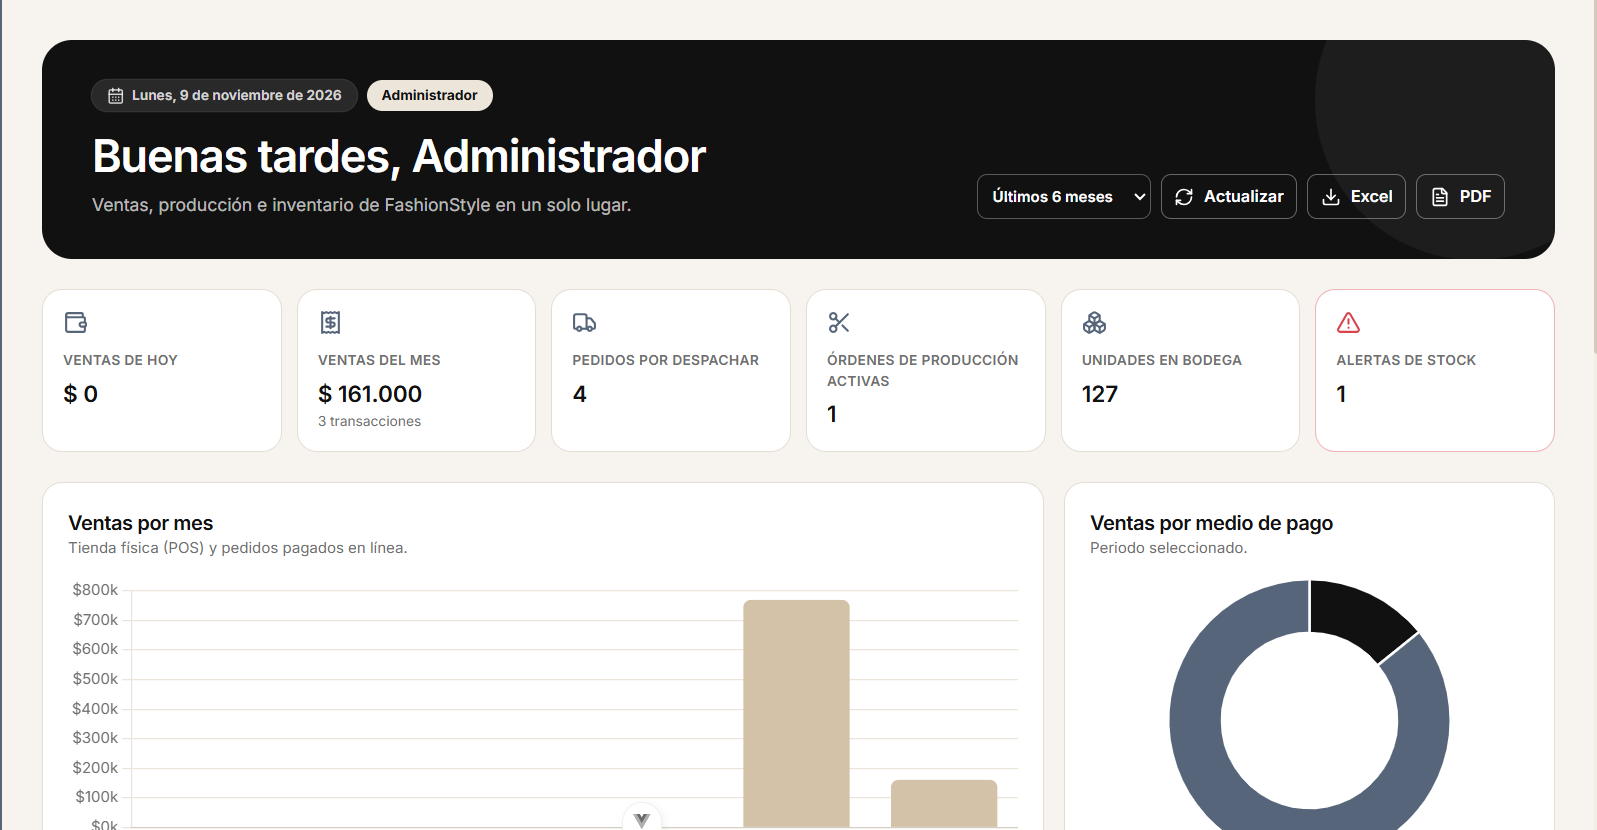 Lunes, 9 de noviembre de 2026
Administrador
Buenas tardes, Administrador
Ventas, producción e inventario de FashionStyle en un solo lugar.
Últimos 6 meses
Actualizar
Excel
PDF
VENTAS DE HOY
$ 0
VENTAS DEL MES
$ 161.000
3 transacciones
PEDIDOS POR DESPACHAR
4
ÓRDENES DE PRODUCCIÓN
ACTIVAS
1
UNIDADES EN BODEGA
127
ALERTAS DE STOCK
1
Ventas por mes
Tienda física (POS) y pedidos pagados en línea.
$800k
$700k
$600k
$500k
$400k
$300k
$200k
$100k
$0k
Ventas por medio de pago
Periodo seleccionado.